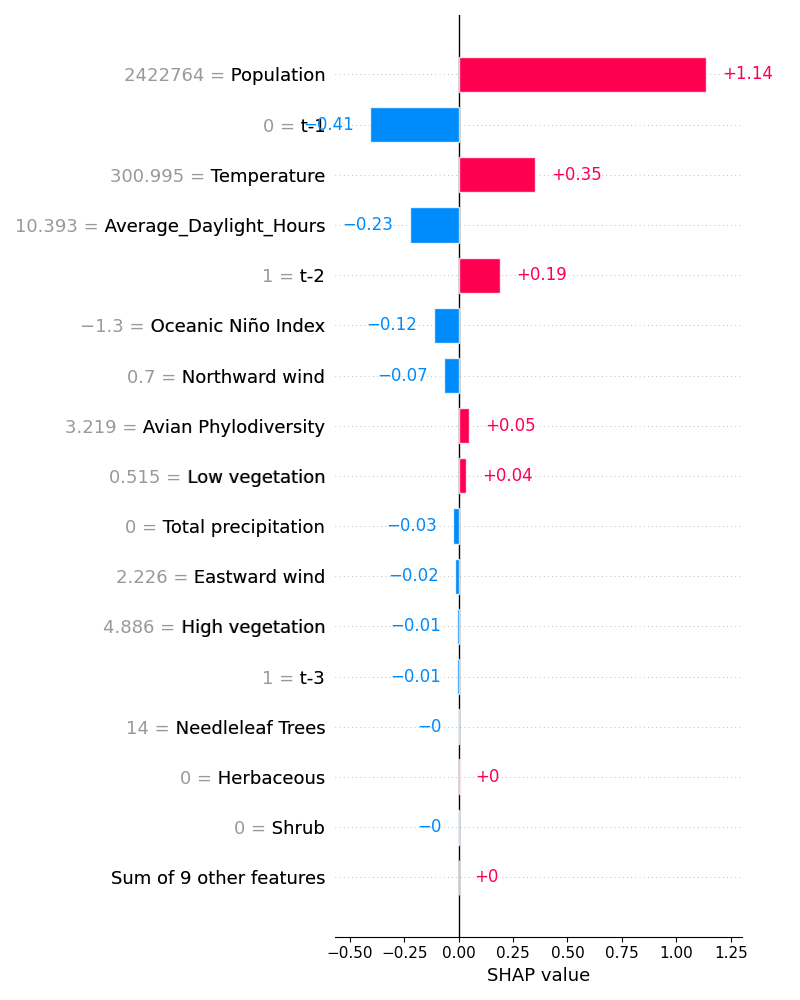 2422764 = Population +1.14
0 = t-1 −0.41
300.995 = Temperature +0.35
10.393 = Average_Daylight_Hours −0.23
1 = t-2 +0.19
−1.3 = Oceanic Niño Index −0.12
0.7 = Northward wind −0.07
3.219 = Avian Phylodiversity +0.05
0.515 = Low vegetation +0.04
0 = Total precipitation −0.03
2.226 = Eastward wind −0.02
4.886 = High vegetation −0.01
1 = t-3 −0.01
14 = Needleleaf Trees −0
0 = Herbaceous +0
0 = Shrub −0
Sum of 9 other features +0
−0.50 −0.25 0.00 0.25 0.50 0.75 1.00 1.25
SHAP value